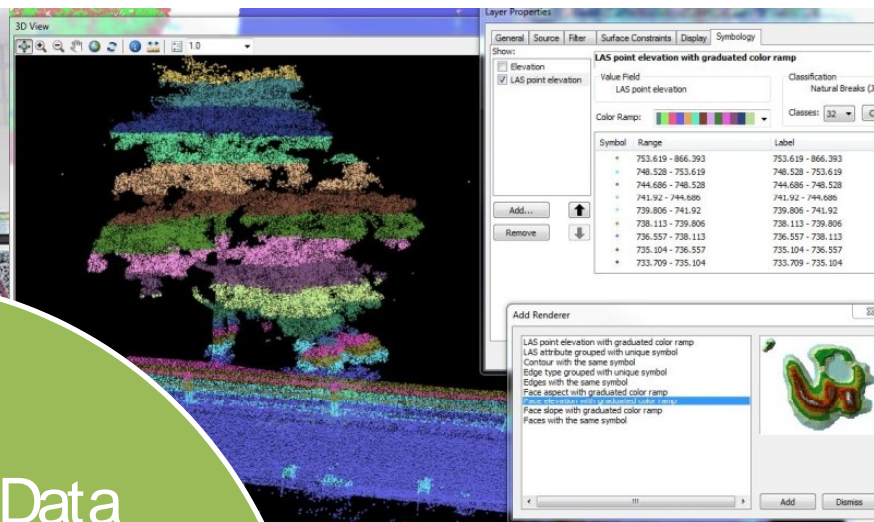 3D View
1.0
Layer Properties
General Source Filter Surface Constraints Display Symbology
Show:
Elevation
LAS point elevation
Add...
Remove
LAS point elevation with graduated color ramp
Value Field
LAS point elevation
Classification
Natural Breaks (J
Color Ramp:
Classes: 32
Symbol Range Label
753.619 - 866.393 753.619 - 866.393
748.528 - 753.619 748.528 - 753.619
744.686 - 748.528 744.686 - 748.528
741.92 - 744.686 741.92 - 744.686
739.806 - 741.92 739.806 - 741.92
738.113 - 739.806 738.113 - 739.806
736.557 - 738.113 736.557 - 738.113
735.104 - 736.557 735.104 - 736.557
733.709 - 735.104 733.709 - 735.104
Add Renderer
LAS point elevation with graduated color ramp
LAS attribute grouped with unique symbol
Contour with the same symbol
Edge type grouped with unique symbol
Edges with the same symbol
Face aspect with graduated color ramp
Face elevation with graduated color ramp
Face slope with graduated color ramp
Faces with the same symbol
Add Dismiss
Data